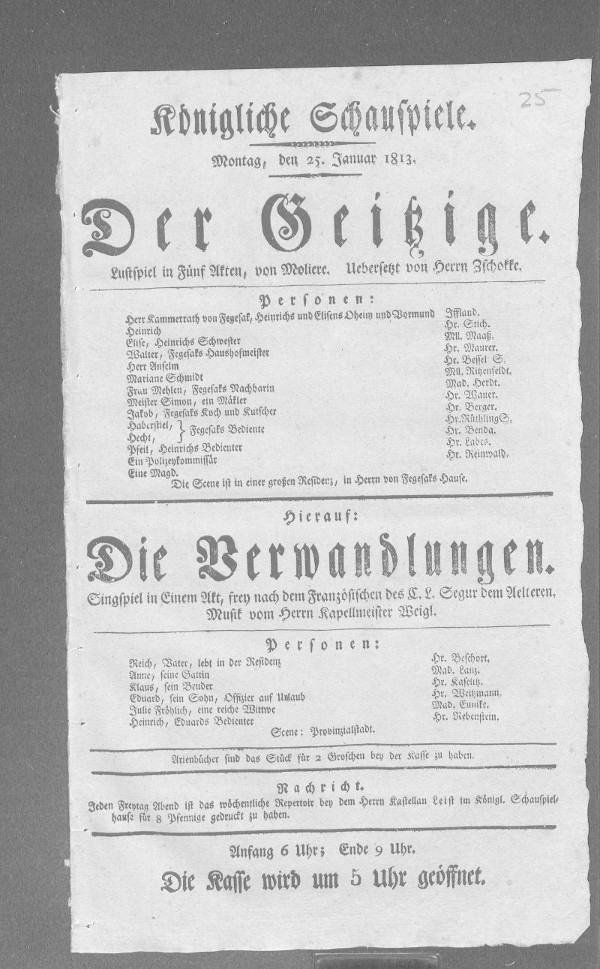 25
Königliche Schauspiele.
Montag, den 25. Januar 1813.
Der Geitzige.
Lustspiel in Fünf Akten, von Moliere. Uebersetzt von Herrn Zschokke.
Personen:
Herr Kammerrath von Fegesak, Heinrichs und Elisens Oheim und Vormund Iffland.
Heinrich Hr. Stich.
Elise, Heinrichs Schwester Mll. Maaß.
Walter, Fegesaks Haushofmeister Hr. Maurer.
Herr Anselm Hr. Bessel S.
Mariane Schmidt Mll. Ritzenfeldt.
Frau Mehlen, Fegesaks Nachbarin Mad. Herdt.
Meister Simon, ein Mäkler Hr. Wauer.
Jakob, Fegesaks Koch und Kutscher Hr. Berger.
Haberstiel, } Fegesaks Bediente Hr. Rüthling S.
Hecht, Hr. Benda.
Pfeil, Heinrichs Bedienter Hr. Labes.
Ein Polizeykommissär Hr. Reinwald.
Eine Magd.
Die Scene ist in einer großen Residenz, in Herrn von Fegesaks Hause.
Hierauf:
Die Verwandlungen.
Singspiel in Einem Akt, frey nach dem Französischen des C. L. Segur dem Aelteren.
Musik vom Herrn Kapellmeister Weigl.
Personen:
Reich, Vater, lebt in der Residenz Hr. Beschort.
Anne, seine Gattin Mad. Lanz.
Klaus, sein Bruder Hr. Kaselitz.
Eduard, sein Sohn, Offizier auf Urlaub Hr. Weitzmann.
Julie Fröhlich, eine reiche Wittwe Mad. Eunike.
Heinrich, Eduards Bedienter Hr. Rebenstein.
Scene: Provinzialstadt.
Arienbücher sind das Stück für 2 Groschen bey der Kasse zu haben.
Nachricht.
Jeden Freytag Abend ist das wöchentliche Repertoir bey dem Herrn Kastellan Leist im Königl. Schauspiel-
hause für 8 Pfennige gedruckt zu haben.
Anfang 6 Uhr; Ende 9 Uhr.
Die Kasse wird um 5 Uhr geöffnet.